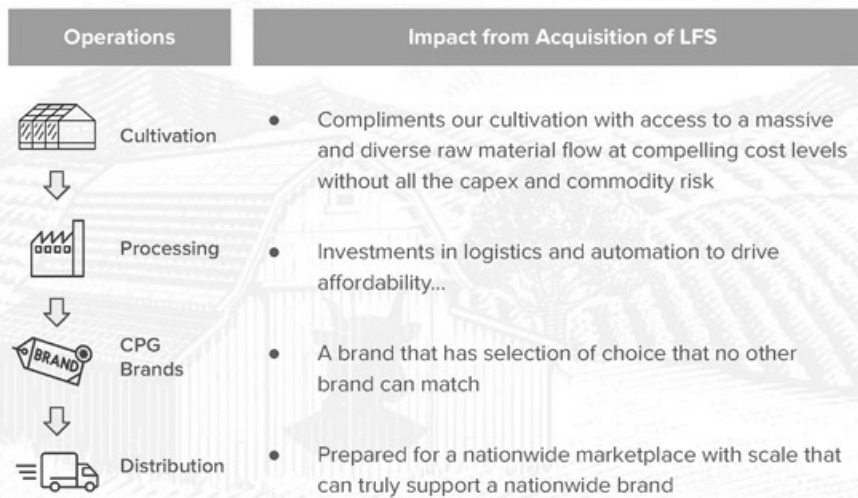 Operations
Impact from Acquisition of LFS
Cultivation
Compliments our cultivation with access to a massive
and diverse raw material flow at compelling cost levels
without all the capex and commodity risk
Processing
Investments in logistics and automation to drive
affordability...
BRAND
CPG
Brands
A brand that has selection of choice that no other
brand can match
Distribution
Prepared for a nationwide marketplace with scale that
can truly support a nationwide brand